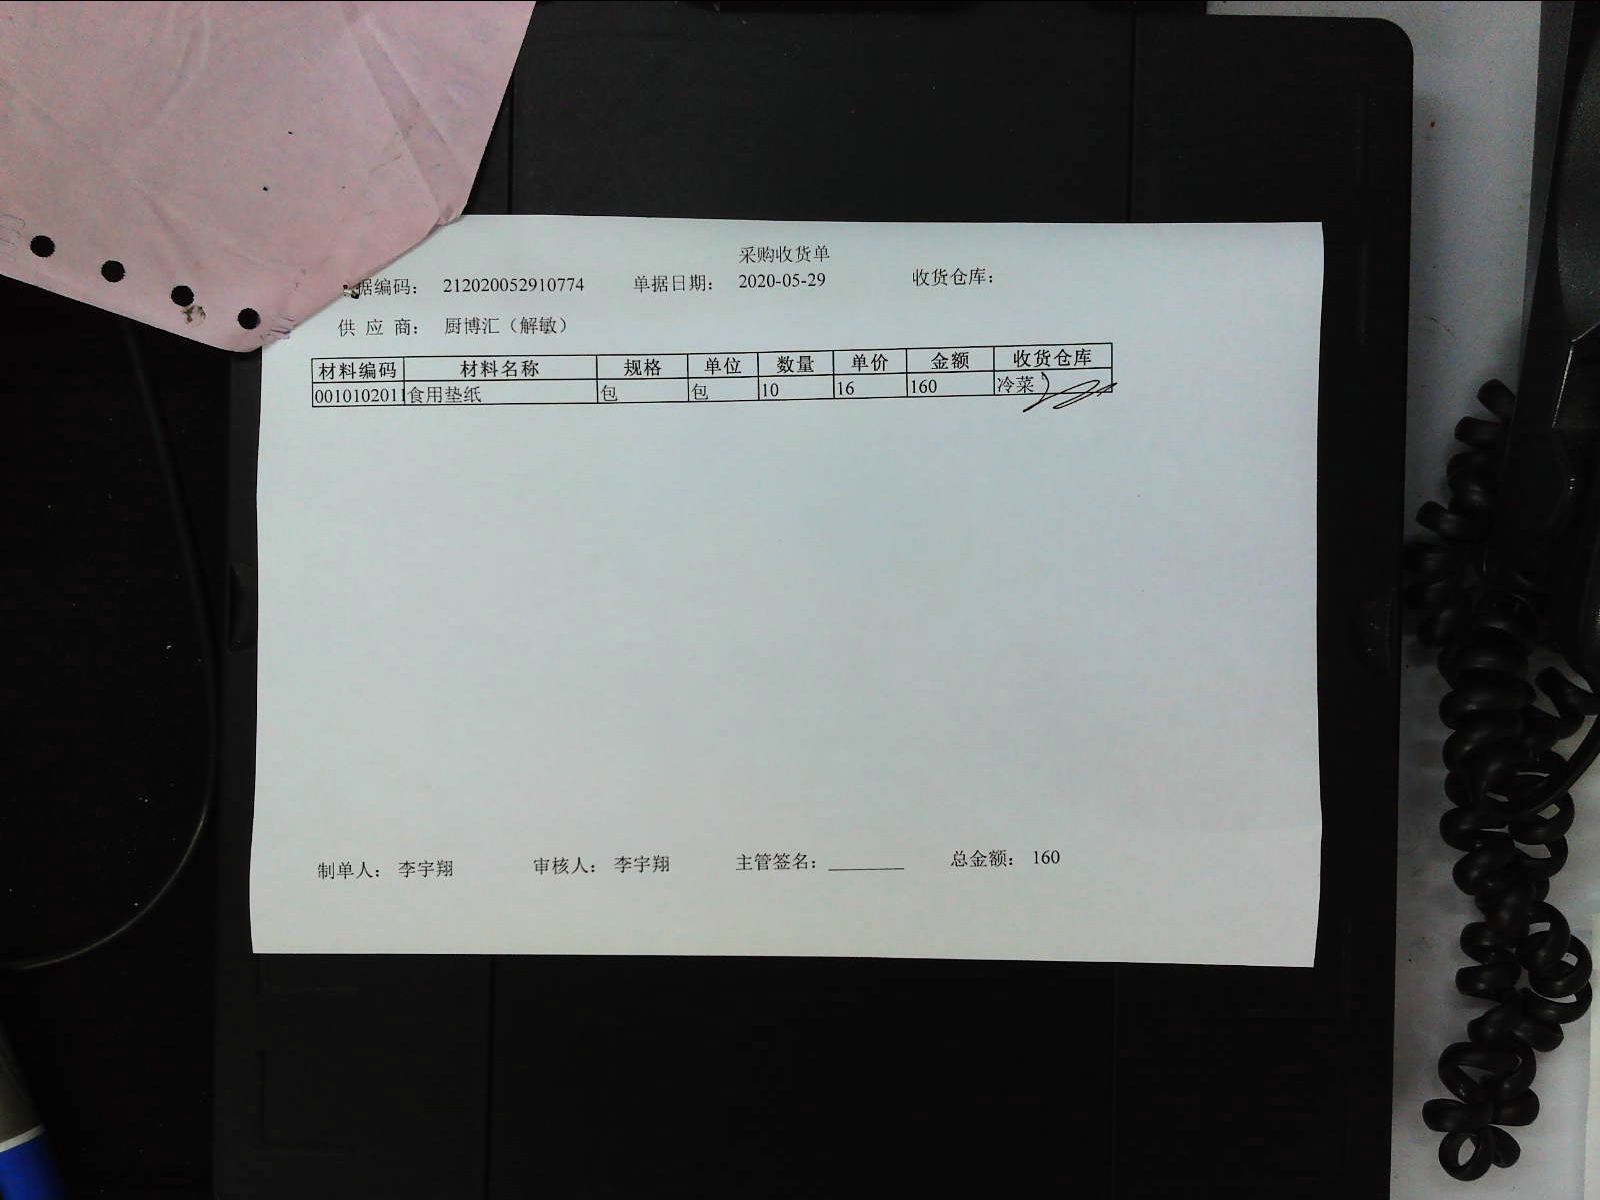 采购收货单
据编码： 212020052910774 单据日期： 2020-05-29 收货仓库：
供 应 商： 厨博汇（解敏）
材料编码 材料名称 规格 单位 数量 单价 金额 收货仓库
0010102011 食用垫纸 包 包 10 16 160 冷菜
制单人： 李宇翔 审核人： 李宇翔 主管签名：________ 总金额： 160